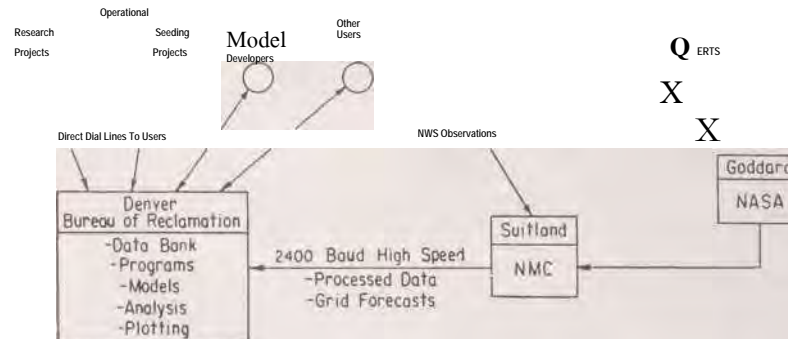 Operational
Research
Projects
Seeding
Projects
Model
Developers
Other
Users
Q ERTS
X
X
Direct Dial Lines To Users
NWS Observations
Denver
Bureau of Reclamation
-Data Bank
-Programs
-Models
-Analysis
-Plotting
2400 Baud High Speed
-Processed Data
-Grid Forecasts
Suitland
NMC
Goddard
NASA